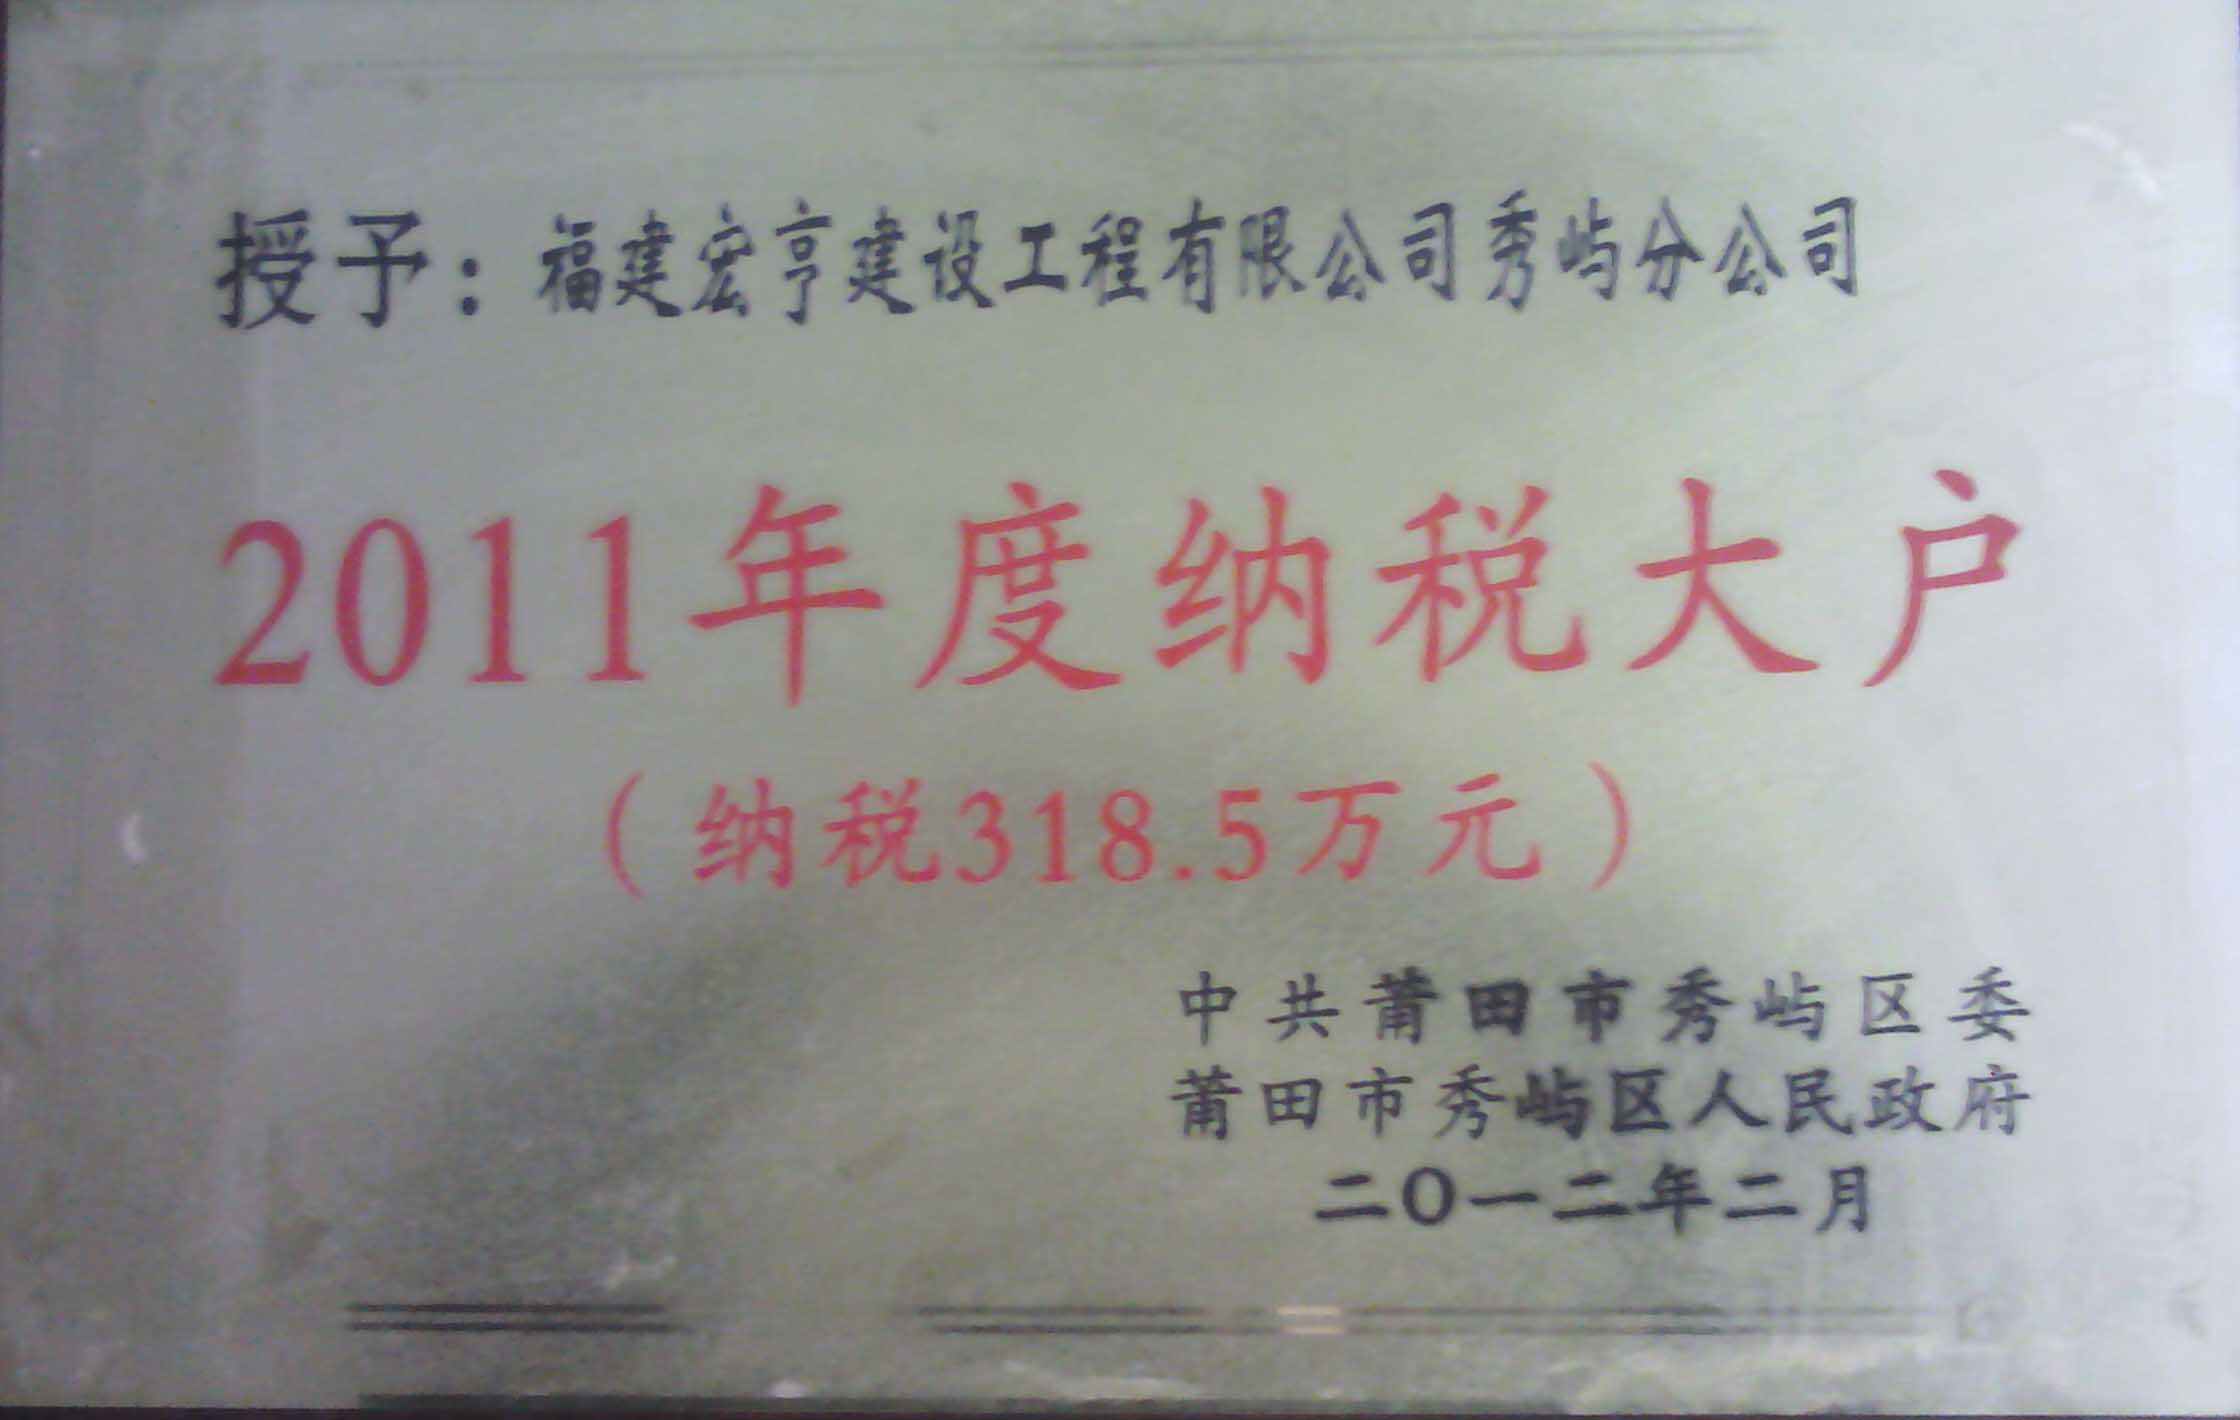 授予：福建宏亨建设工程有限公司秀屿分公司
2011年度纳税大户
（纳税318.5万元）
中共莆田市秀屿区委
莆田市秀屿区人民政府
二〇一二年二月